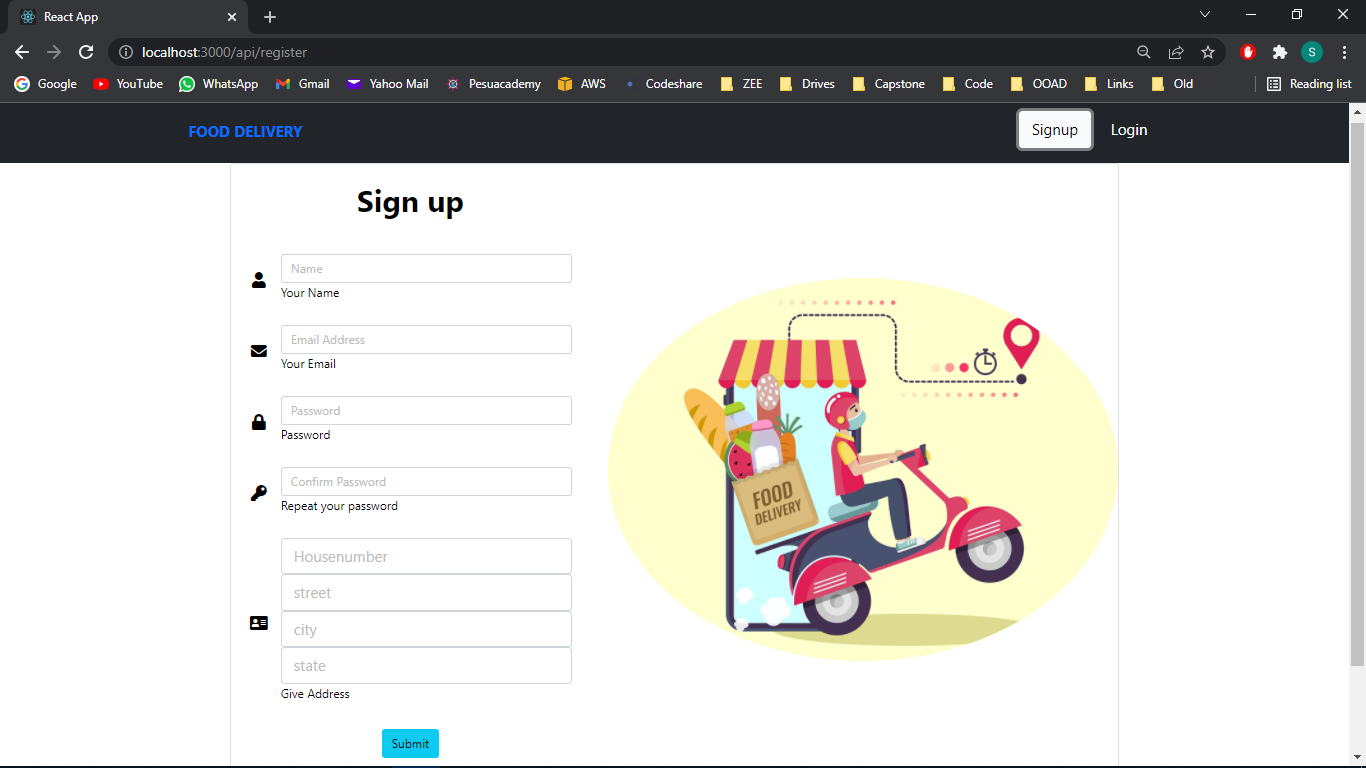 React App
localhost:3000/api/register
S
Google YouTube WhatsApp Gmail Yahoo Mail Pesuacademy AWS Codeshare ZEE Drives Capstone Code OOAD Links Old Reading list
FOOD DELIVERY Signup Login
Sign up
Name
Your Name
Email Address
Your Email
Password
Password
Confirm Password
Repeat your password
Housenumber
street
city
state
Give Address
Submit
FOOD
DELIVERY